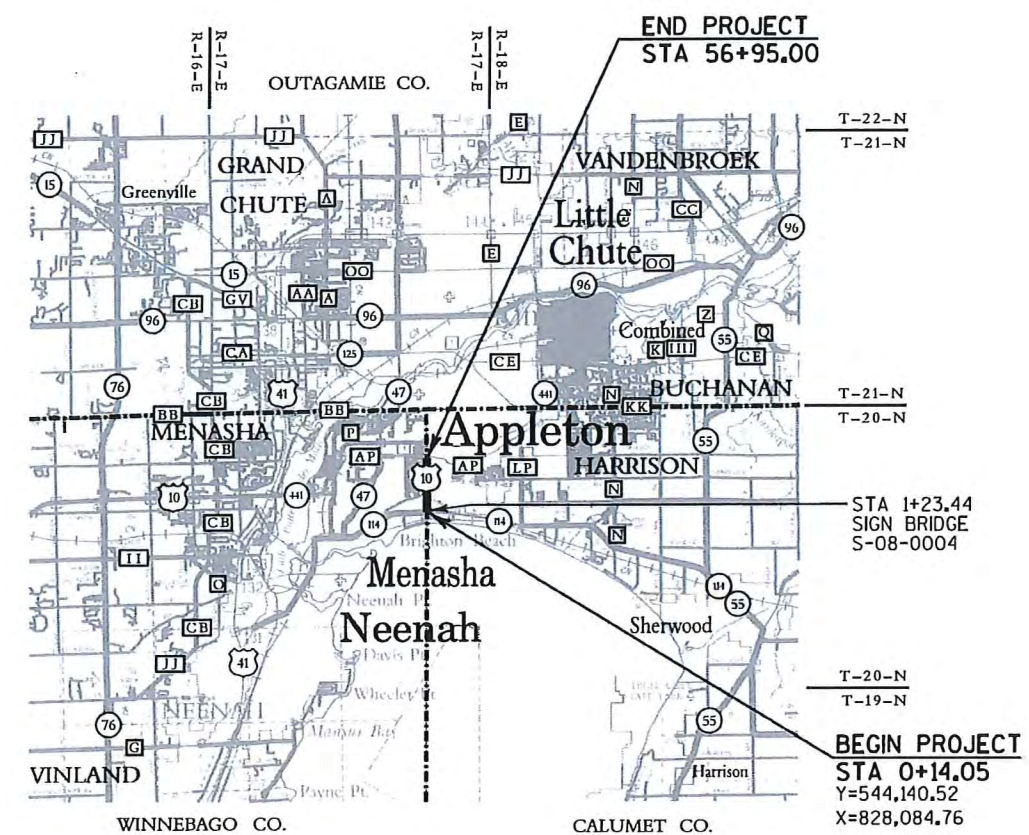 END PROJECT
STA 56+95.00
R-16-E
R-17-E
R-17-E
R-18-E
OUTAGAMIE CO.
T-22-N
T-21-N
JJ
JJ
E
GRAND
VANDENBROEK
JJ
15
Greenville
N
CHUTE
A
CC
Little
Chute
96
E
OO
OO
15
96
CB
GV
AA
A
96
Z
Combined
96
125
55
Q
CA
CE
K
CE
76
41
47
441
N
BUCHANAN
CB
BB
BB
KK
T-21-N
T-20-N
MENASHA
P
Appleton
55
CB
AP
AP
LP
HARRISON
10
10
441
47
N
STA 1+23.44
SIGN BRIDGE
S-08-0004
CB
114
114
Brighton Beach
N
II
Menasha
O
Neenah
114
55
CB
Sherwood
Davis Pt.
JJ
41
T-20-N
T-19-N
NEENAH
76
55
G
BEGIN PROJECT
STA 0+14.05
Y=544,140.52
X=828,084.76
VINLAND
Harrison
Payne Pt.
WINNEBAGO CO.
CALUMET CO.